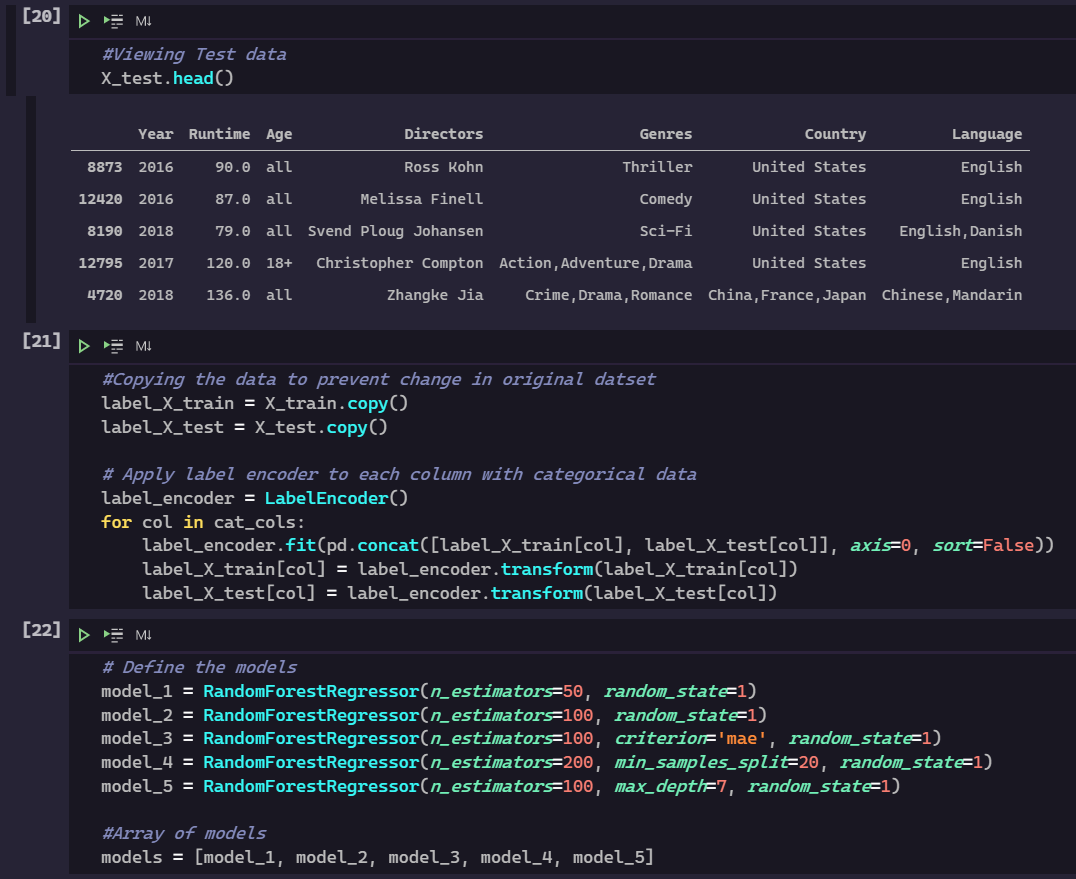 [20]
M↓
#Viewing Test data
X_test.head()
Year Runtime Age Directors Genres Country Language
8873 2016 90.0 all Ross Kohn Thriller United States English
12420 2016 87.0 all Melissa Finell Comedy United States English
8190 2018 79.0 all Svend Ploug Johansen Sci-Fi United States English,Danish
12795 2017 120.0 18+ Christopher Compton Action,Adventure,Drama United States English
4720 2018 136.0 all Zhangke Jia Crime,Drama,Romance China,France,Japan Chinese,Mandarin
[21]
M↓
#Copying the data to prevent change in original datset
label_X_train = X_train.copy()
label_X_test = X_test.copy()
# Apply label encoder to each column with categorical data
label_encoder = LabelEncoder()
for col in cat_cols:
    label_encoder.fit(pd.concat([label_X_train[col], label_X_test[col]], axis=0, sort=False))
    label_X_train[col] = label_encoder.transform(label_X_train[col])
    label_X_test[col] = label_encoder.transform(label_X_test[col])
[22]
M↓
# Define the models
model_1 = RandomForestRegressor(n_estimators=50, random_state=1)
model_2 = RandomForestRegressor(n_estimators=100, random_state=1)
model_3 = RandomForestRegressor(n_estimators=100, criterion='mae', random_state=1)
model_4 = RandomForestRegressor(n_estimators=200, min_samples_split=20, random_state=1)
model_5 = RandomForestRegressor(n_estimators=100, max_depth=7, random_state=1)
#Array of models
models = [model_1, model_2, model_3, model_4, model_5]